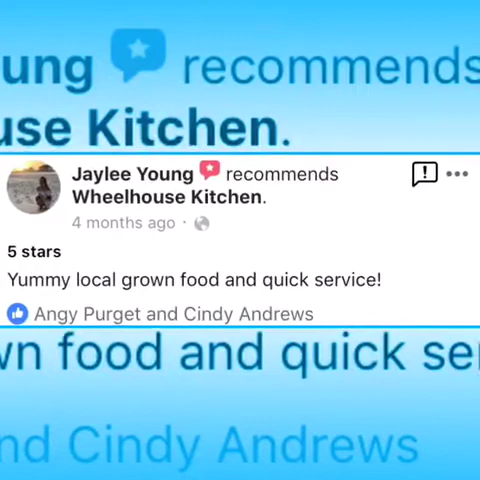 ung recommends
use Kitchen.
Jaylee Young recommends
Wheelhouse Kitchen.
4 months ago ·
5 stars
Yummy local grown food and quick service!
Angy Purget and Cindy Andrews
wn food and quick se
nd Cindy Andrews